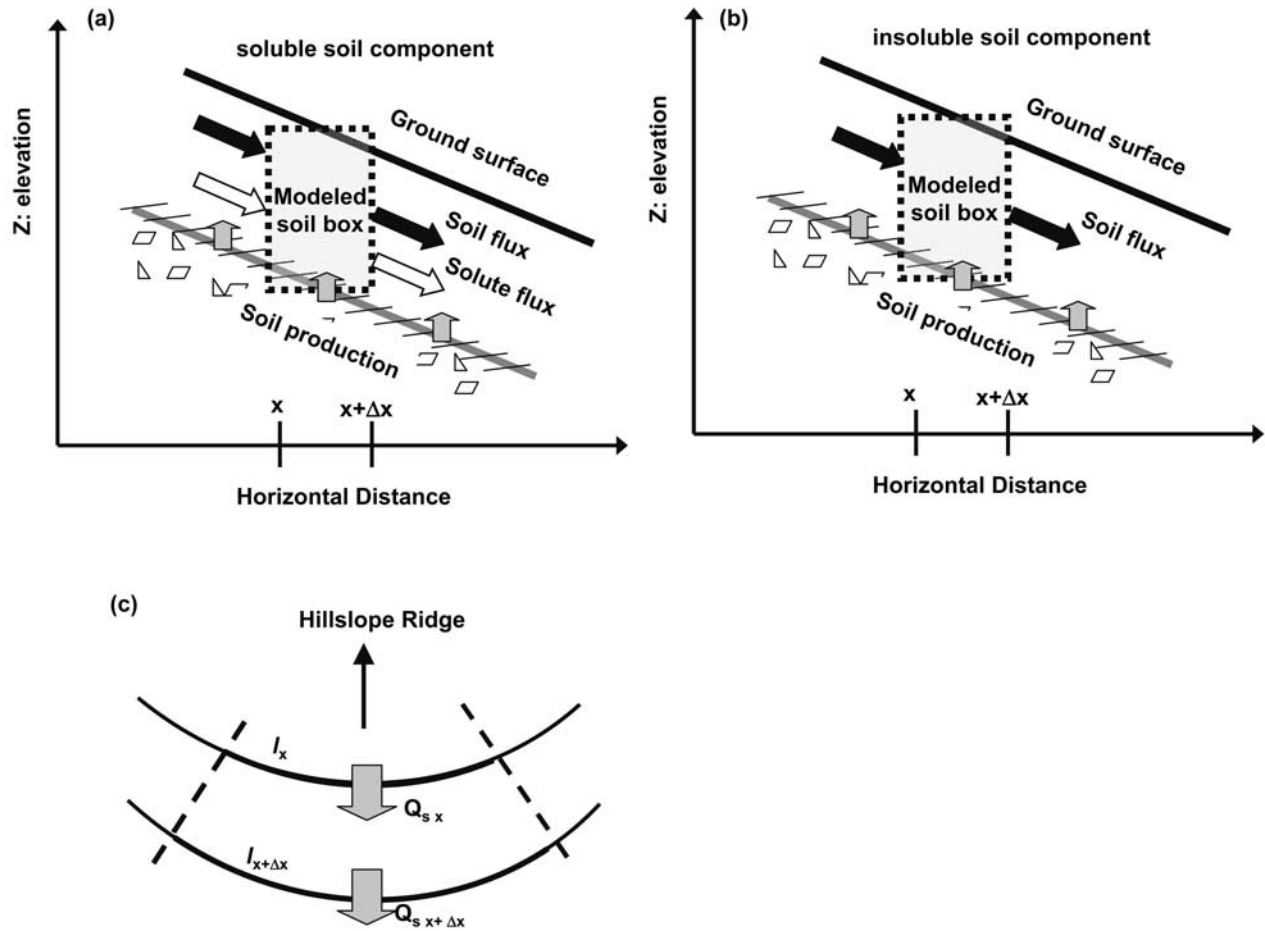 (a)
soluble soil component
Z: elevation
Ground surface
Modeled
soil box
Soil flux
Solute flux
Soil production
x
x+Δx
Horizontal Distance
(b)
insoluble soil component
Z: elevation
Ground surface
Modeled
soil box
Soil flux
Soil production
x
x+Δx
Horizontal Distance
(c)
Hillslope Ridge
lx
Qs x
lx+Δx
Qs x+ Δx